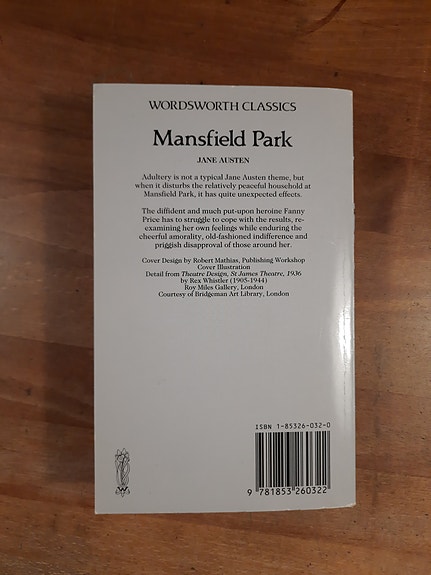 WORDSWORTH CLASSICS
Mansfield Park
JANE AUSTEN
Adultery is not a typical Jane Austen theme, but
when it disturbs the relatively peaceful household at
Mansfield Park, it has quite unexpected effects.
The diffident and much put-upon heroine Fanny
Price has to struggle to cope with the results, re-
examining her own feelings while enduring the
cheerful amorality, old-fashioned indifference and
priggish disapproval of those around her.
Cover Design by Robert Mathias, Publishing Workshop
Cover Illustration
Detail from Theatre Design, St James Theatre, 1936
by Rex Whistler (1905-1944)
Roy Miles Gallery, London
Courtesy of Bridgeman Art Library, London
ISBN 1-85326-032-0
9 781853 260322
W